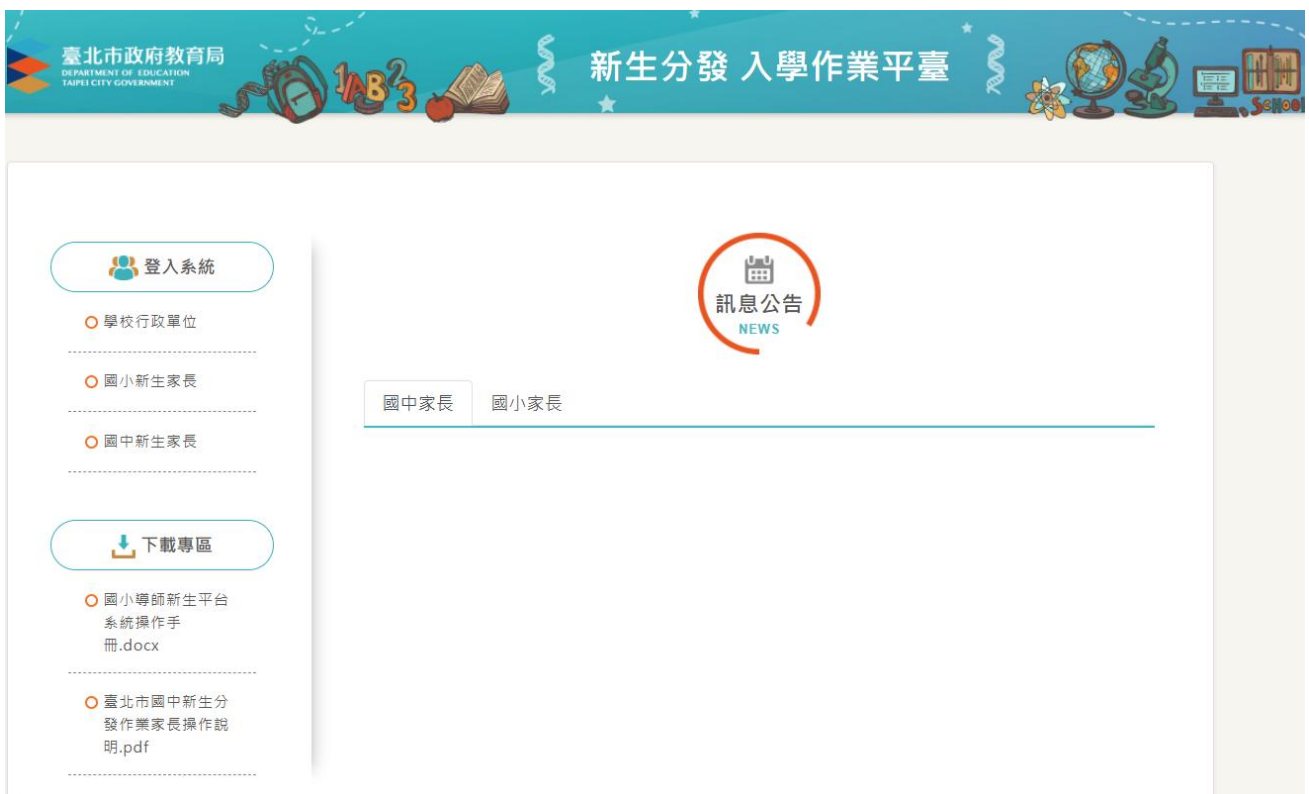 臺北市政府教育局
DEPARTMENT OF EDUCATION
TAIPEI CITY GOVERNMENT
1AB23
新生分發 入學作業平臺
SCHOOL
登入系統
學校行政單位
國小新生家長
國中新生家長
下載專區
國小導師新生平台
系統操作手
冊.docx
臺北市國中新生分
發作業家長操作說
明.pdf
訊息公告
NEWS
國中家長
國小家長